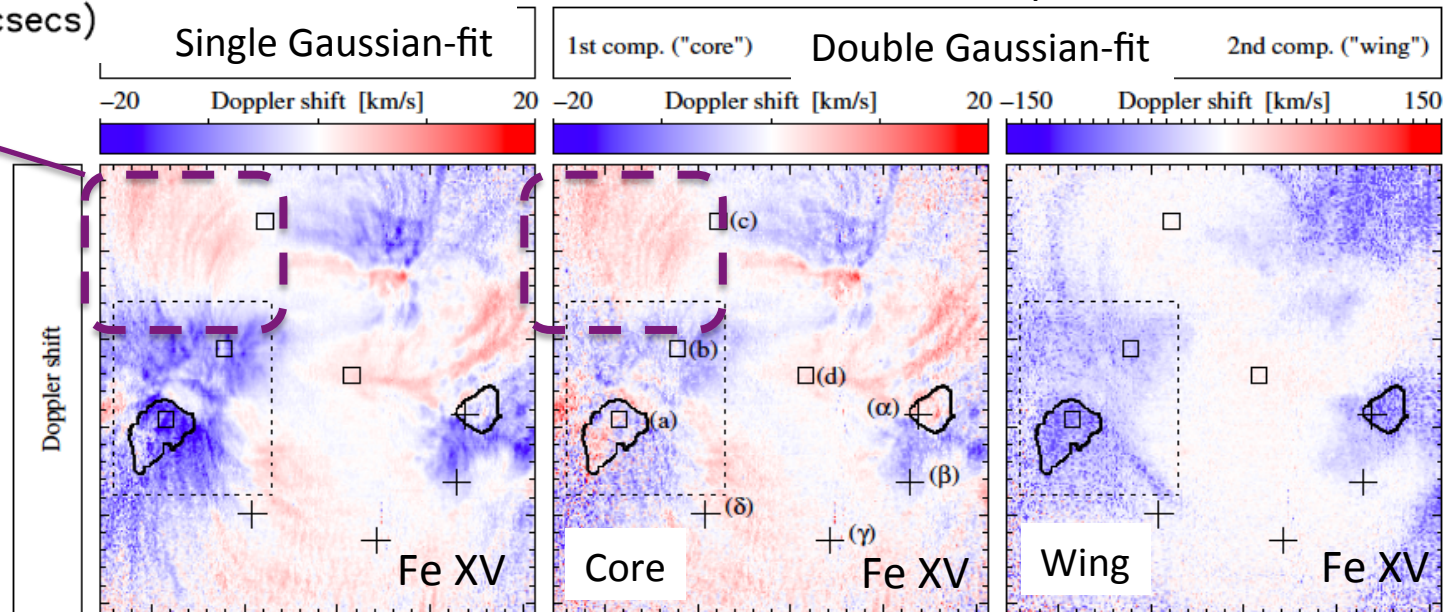 csecs)
Single Gaussian-fit
1st comp. ("core")
Double Gaussian-fit
2nd comp. ("wing")
−20 Doppler shift [km/s] 20
−20 Doppler shift [km/s] 20
−150 Doppler shift [km/s] 150
Doppler shift
(c)
(b)
(d)
(α)
(a)
(β)
(δ)
(γ)
Fe XV
Core
Fe XV
Wing
Fe XV